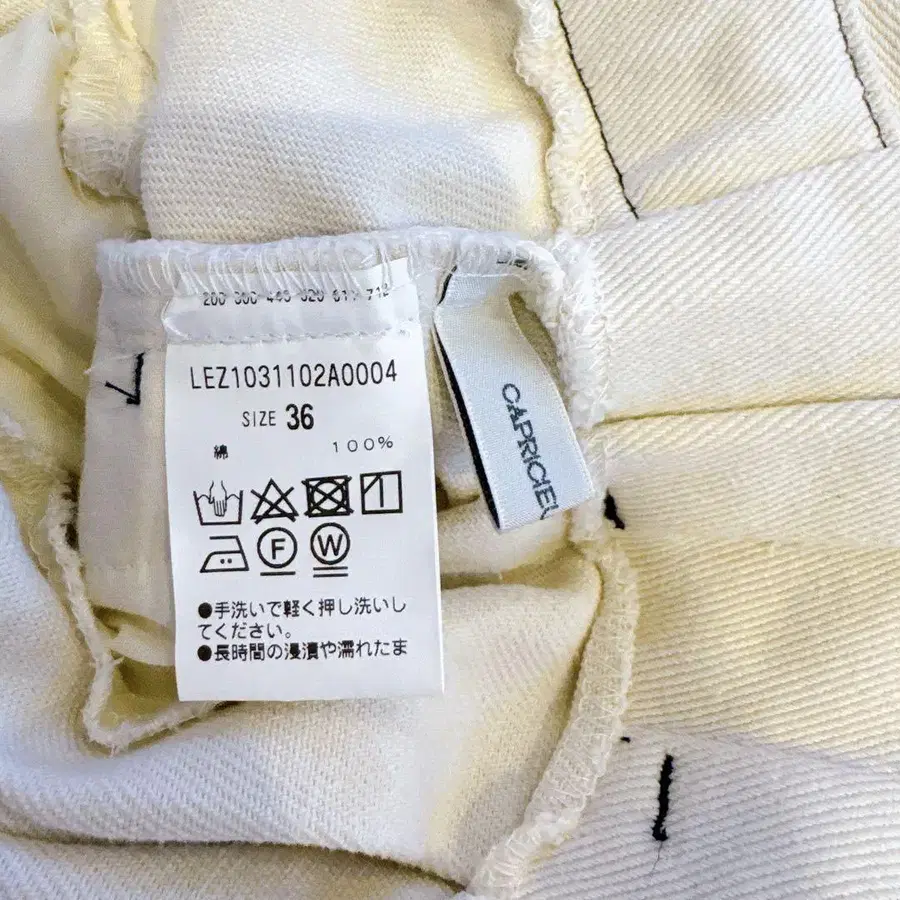 LEZ1031102A0004
SIZE 36
綿 100%
F W
●手洗いで軽く押し洗いし
てください。
●長時間の浸漬や濡れたま
CAPRICIEU